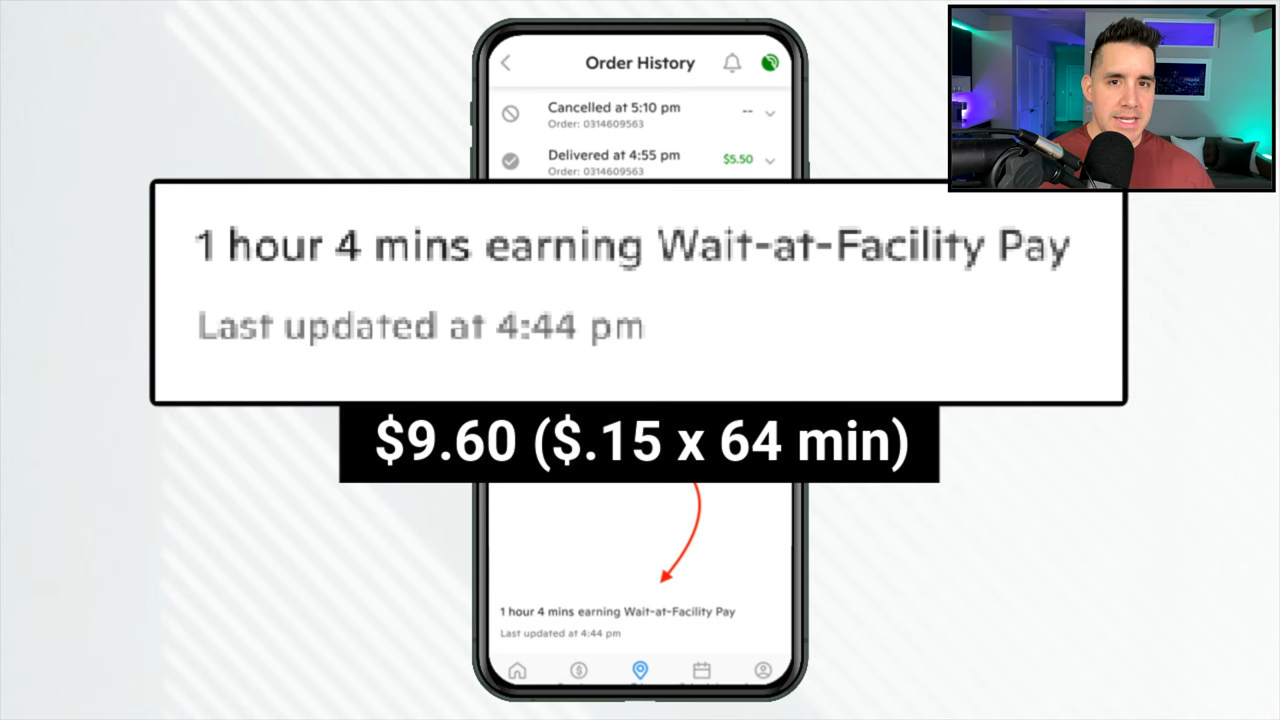 Order History
Cancelled at 5:10 pm
--
Order: 0314609563
Delivered at 4:55 pm
$5.50
Order: 0314609563
1 hour 4 mins earning Wait-at-Facility Pay
Last updated at 4:44 pm
$9.60 ($.15 x 64 min)
1 hour 4 mins earning Wait-at-Facility Pay
Last updated at 4:44 pm